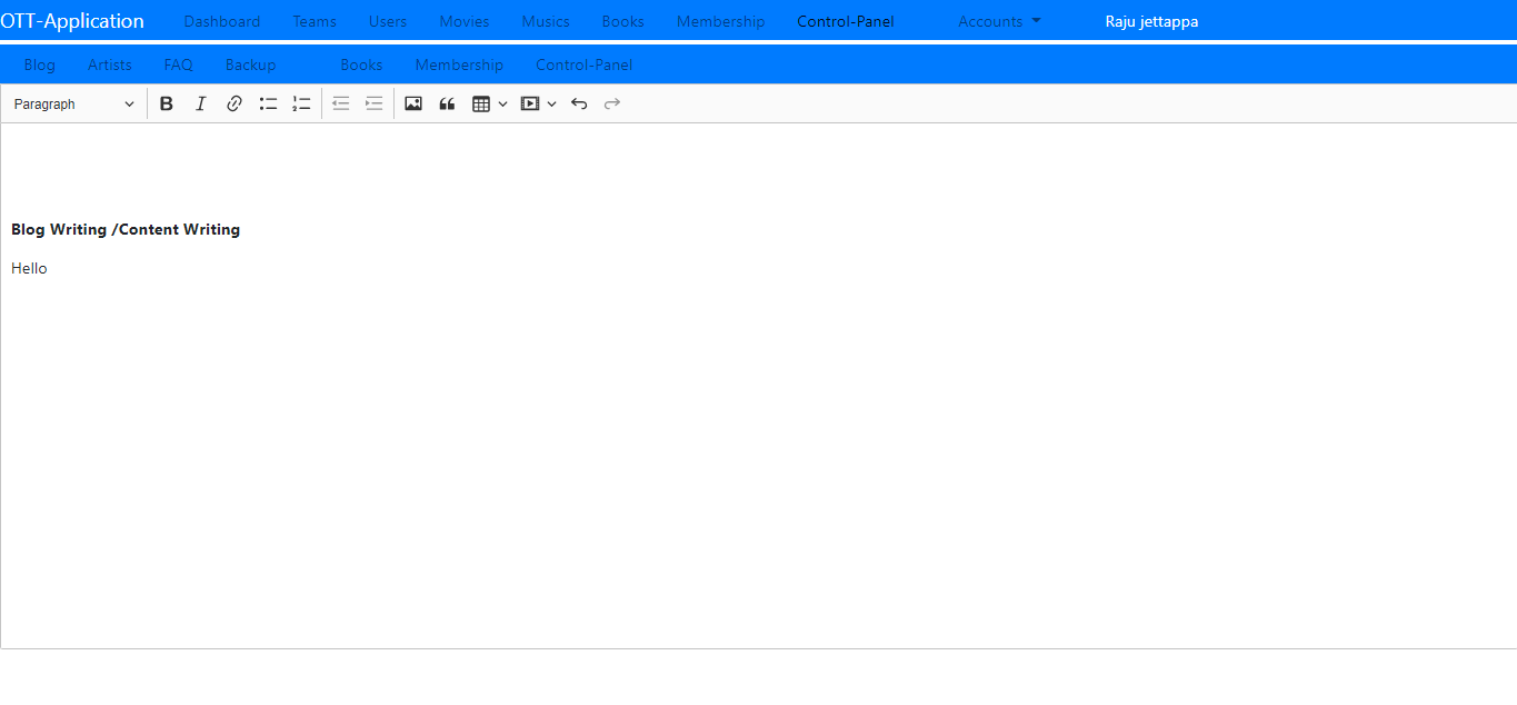 OTT-Application Dashboard Teams Users Movies Musics Books Membership Control-Panel Accounts Raju jettappa
Blog Artists FAQ Backup Books Membership Control-Panel
Paragraph
Blog Writing /Content Writing
Hello